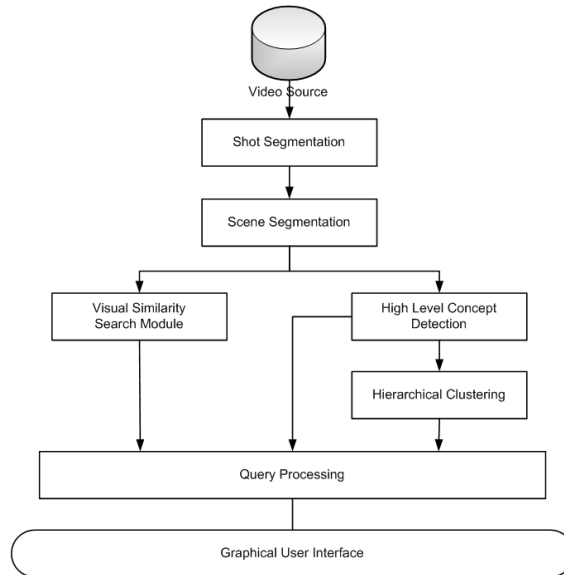 Video Source
Shot Segmentation
Scene Segmentation
Visual Similarity
Search Module
High Level Concept
Detection
Hierarchical Clustering
Query Processing
Graphical User Interface